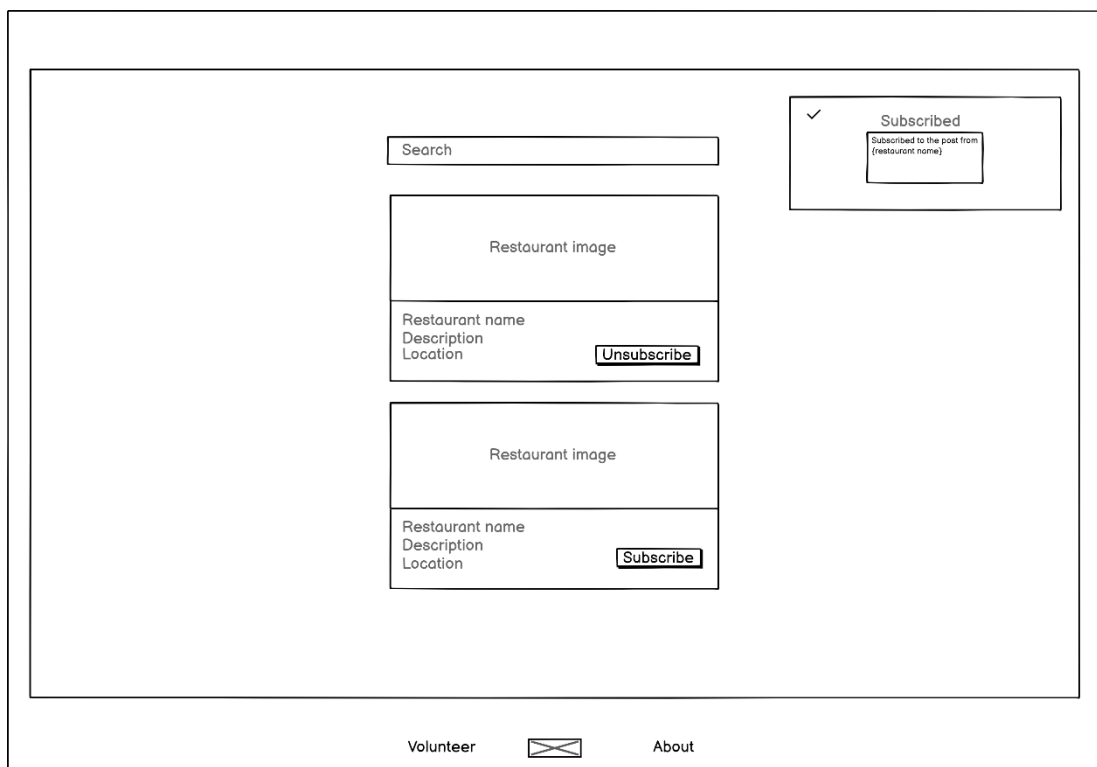 Subscribed
Subscribed to the post from
{restaurant name}
Search
Restaurant image
Restaurant name
Description
Location
Unsubscribe
Restaurant image
Restaurant name
Description
Location
Subscribe
Volunteer
About